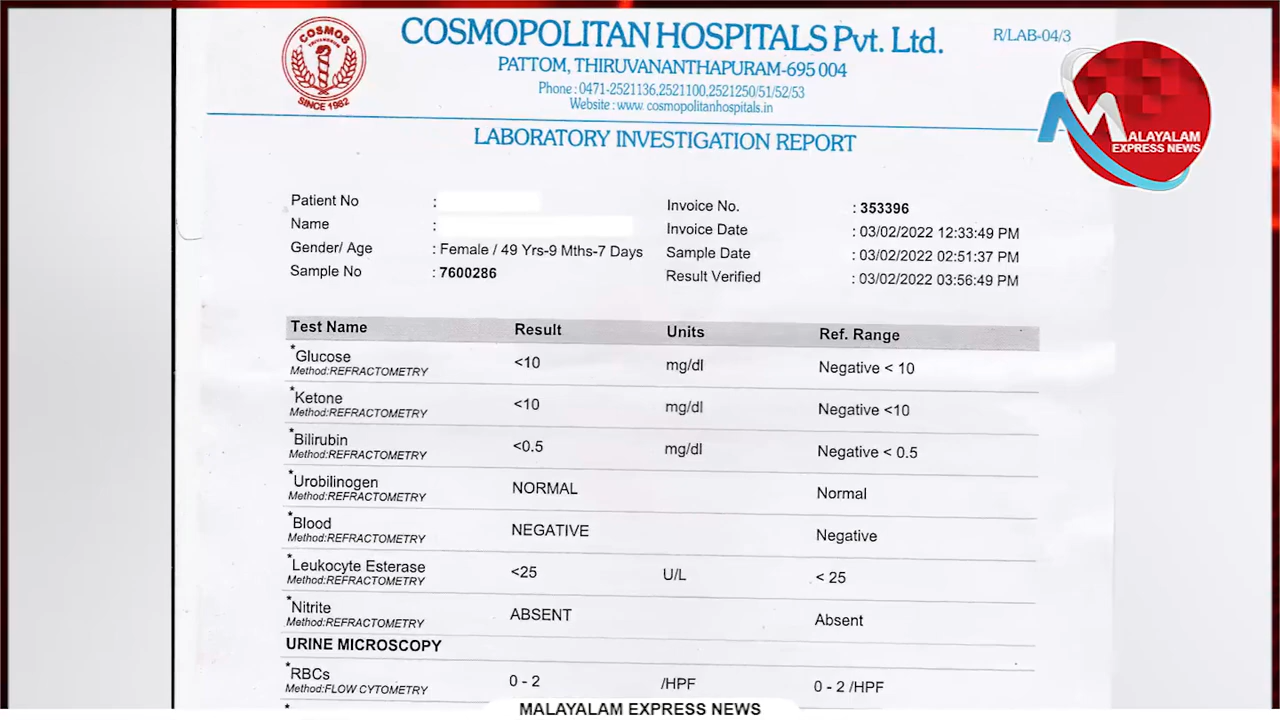 COSMOS
TRIVANDRUM
SINCE 1982
COSMOPOLITAN HOSPITALS Pvt. Ltd.
R/LAB-04/3
PATTOM, THIRUVANANTHAPURAM-695 004
Phone : 0471-2521136,2521100,2521250/51/52/53
Website : www. cosmopolitanhospitals.in
MALAYALAM
EXPRESS NEWS
LABORATORY INVESTIGATION REPORT
Patient No :
Invoice No. : 353396
Name :
Invoice Date : 03/02/2022 12:33:49 PM
Gender/ Age : Female / 49 Yrs-9 Mths-7 Days
Sample Date : 03/02/2022 02:51:37 PM
Sample No : 7600286
Result Verified : 03/02/2022 03:56:49 PM
Test Name Result Units Ref. Range
*Glucose <10 mg/dl Negative < 10
Method:REFRACTOMETRY
*Ketone <10 mg/dl Negative <10
Method:REFRACTOMETRY
*Bilirubin <0.5 mg/dl Negative < 0.5
Method:REFRACTOMETRY
*Urobilinogen NORMAL Normal
Method:REFRACTOMETRY
*Blood NEGATIVE Negative
Method:REFRACTOMETRY
*Leukocyte Esterase <25 U/L < 25
Method:REFRACTOMETRY
*Nitrite ABSENT Absent
Method:REFRACTOMETRY
URINE MICROSCOPY
*RBCs 0 - 2 /HPF 0 - 2 /HPF
Method:FLOW CYTOMETRY
*
MALAYALAM EXPRESS NEWS